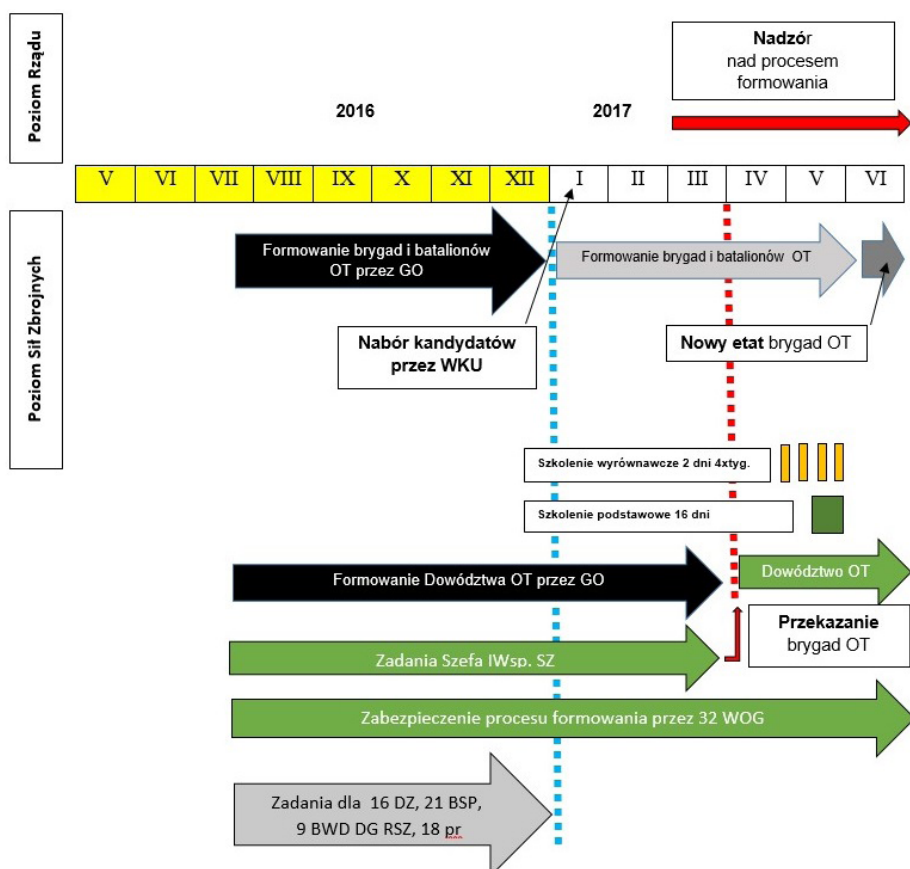 Poziom Rządu
Nadzór
nad procesem
formowania
2016
2017
V VI VII VIII IX X XI XII I II III IV V VI
Poziom Sił Zbrojnych
Formowanie brygad i batalionów
OT przez GO
Formowanie brygad i batalionów OT
Nabór kandydatów
przez WKU
Nowy etat brygad OT
Szkolenie wyrównawcze 2 dni 4xtyg.
Szkolenie podstawowe 16 dni
Formowanie Dowództwa OT przez GO
Dowództwo OT
Przekazanie
brygad OT
Zadania Szefa IWsp. SZ
Zabezpieczenie procesu formowania przez 32 WOG
Zadania dla 16 DZ, 21 BSP,
9 BWD DG RSZ, 18 pr